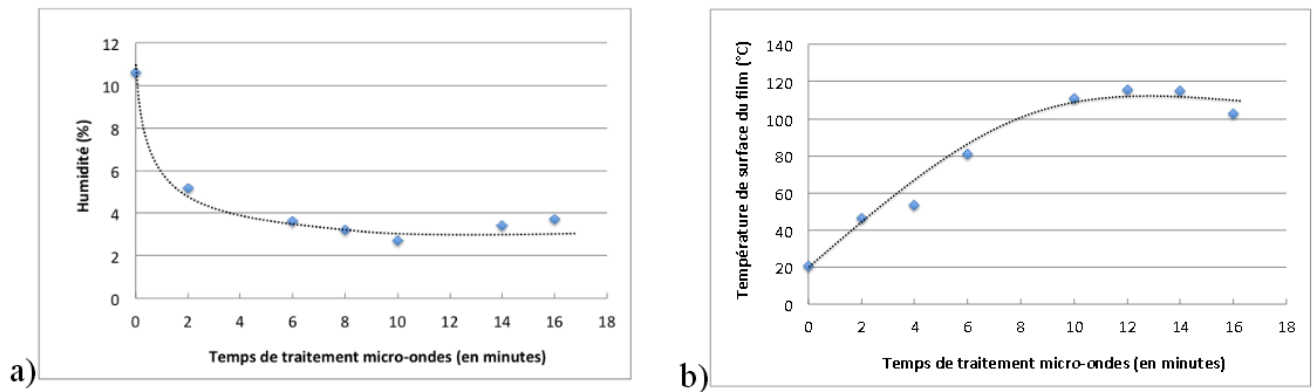 12
10
8
6
4
2
0
Humidité (%)
0 2 4 6 8 10 12 14 16 18
Temps de traitement micro-ondes (en minutes)
a)
140
120
100
80
60
40
20
0
Température de surface du film (°C)
0 2 4 6 8 10 12 14 16 18
Temps de traitement micro-ondes (en minutes)
b)